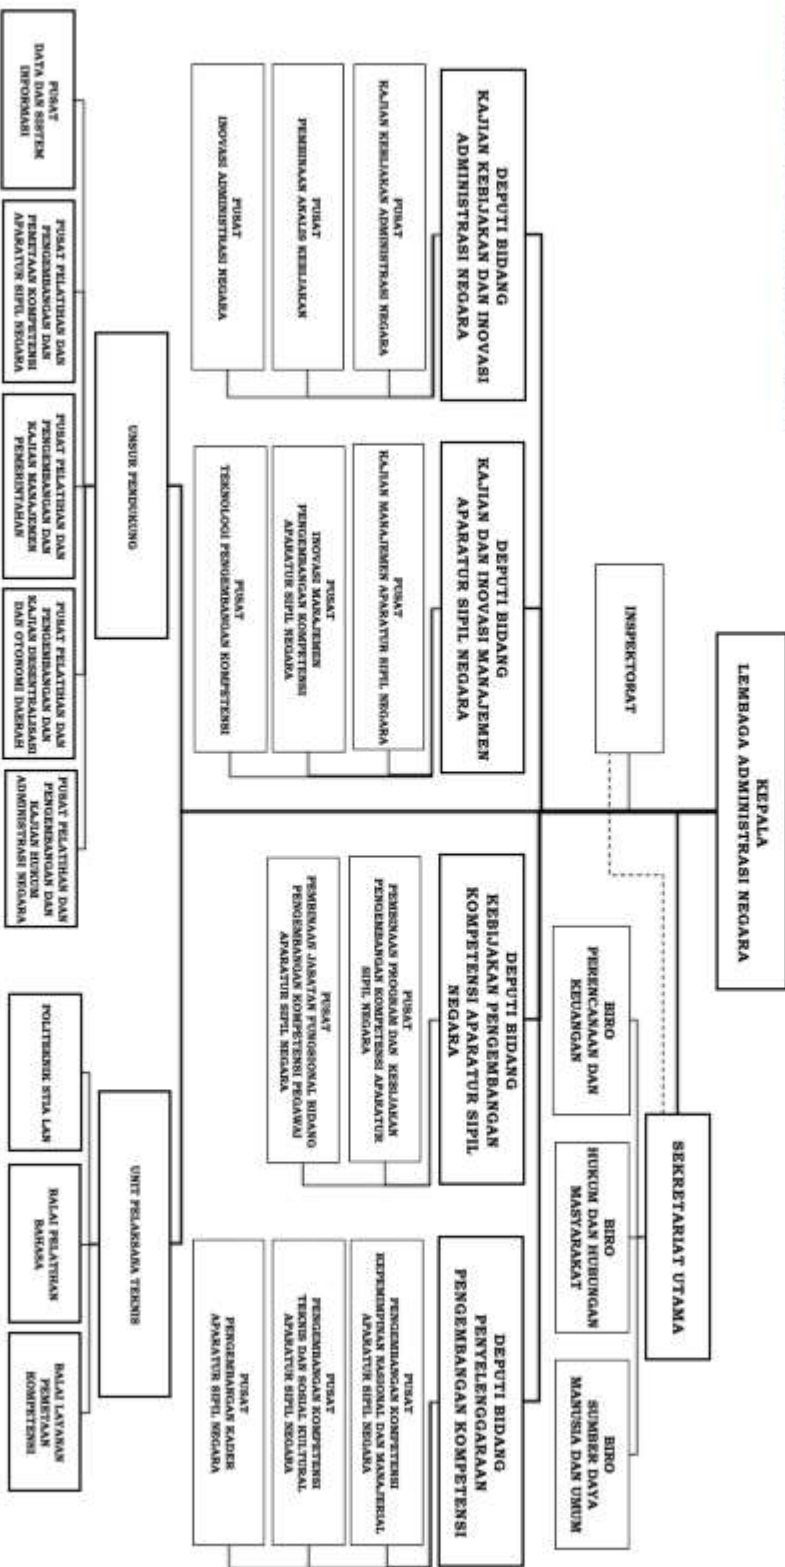 KEPALA
LEMBAGA ADMINISTRASI NEGARA
INSPEKTORAT
SEKRETARIAT UTAMA
BIRO
PERENCANAAN DAN
KEUANGAN
BIRO
HUKUM DAN HUBUNGAN
MASYARAKAT
BIRO
SUMBER DAYA
MANUSIA DAN UMUM
DEPUTI BIDANG
KAJIAN KEBIJAKAN DAN INOVASI
ADMINISTRASI NEGARA
PUSAT
KAJIAN KEBIJAKAN ADMINISTRASI NEGARA
PUSAT
PEMBINAAN ANALIS KEBIJAKAN
PUSAT
INOVASI ADMINISTRASI NEGARA
DEPUTI BIDANG
KAJIAN DAN INOVASI MANAJEMEN
APARATUR SIPIL NEGARA
PUSAT
KAJIAN MANAJEMEN APARATUR SIPIL NEGARA
PUSAT
INOVASI MANAJEMEN
PENGEMBANGAN KOMPETENSI
APARATUR SIPIL NEGARA
PUSAT
TEKNOLOGI PENGEMBANGAN KOMPETENSI
DEPUTI BIDANG
KEBIJAKAN PENGEMBANGAN
KOMPETENSI APARATUR SIPIL
NEGARA
PUSAT
PEMBINAAN PROGRAM DAN KEBIJAKAN
PENGEMBANGAN KOMPETENSI APARATUR
SIPIL NEGARA
PUSAT
PEMBINAAN JABATAN FUNGSIONAL BIDANG
PENGEMBANGAN KOMPETENSI PEGAWAI
APARATUR SIPIL NEGARA
DEPUTI BIDANG
PENYELENGGARAAN
PENGEMBANGAN KOMPETENSI
PUSAT
PENGEMBANGAN KOMPETENSI
KEPEMIMPINAN NASIONAL DAN MANAJERIAL
APARATUR SIPIL NEGARA
PUSAT
PENGEMBANGAN KOMPETENSI
TEKNIS DAN SOSIAL KULTURAL
APARATUR SIPIL NEGARA
PUSAT
PENGEMBANGAN KADER
APARATUR SIPIL NEGARA
UNSUR PENDUKUNG
PUSAT
DATA DAN SISTEM
INFORMASI
PUSAT PELATIHAN DAN
PENGEMBANGAN DAN
PEMETAAN KOMPETENSI
APARATUR SIPIL NEGARA
PUSAT PELATIHAN DAN
PENGEMBANGAN DAN
KAJIAN MANAJEMEN
PEMERINTAHAN
PUSAT PELATIHAN DAN
PENGEMBANGAN DAN
KAJIAN DESENTRALISASI
DAN OTONOMI DAERAH
PUSAT PELATIHAN DAN
PENGEMBANGAN DAN
KAJIAN HUKUM
ADMINISTRASI NEGARA
UNIT PELAKSANA TEKNIS
POLITEKNIK STIA LAN
BALAI PELATIHAN
BAHASA
BALAI LAYANAN
PEMETAAN
KOMPETENSI